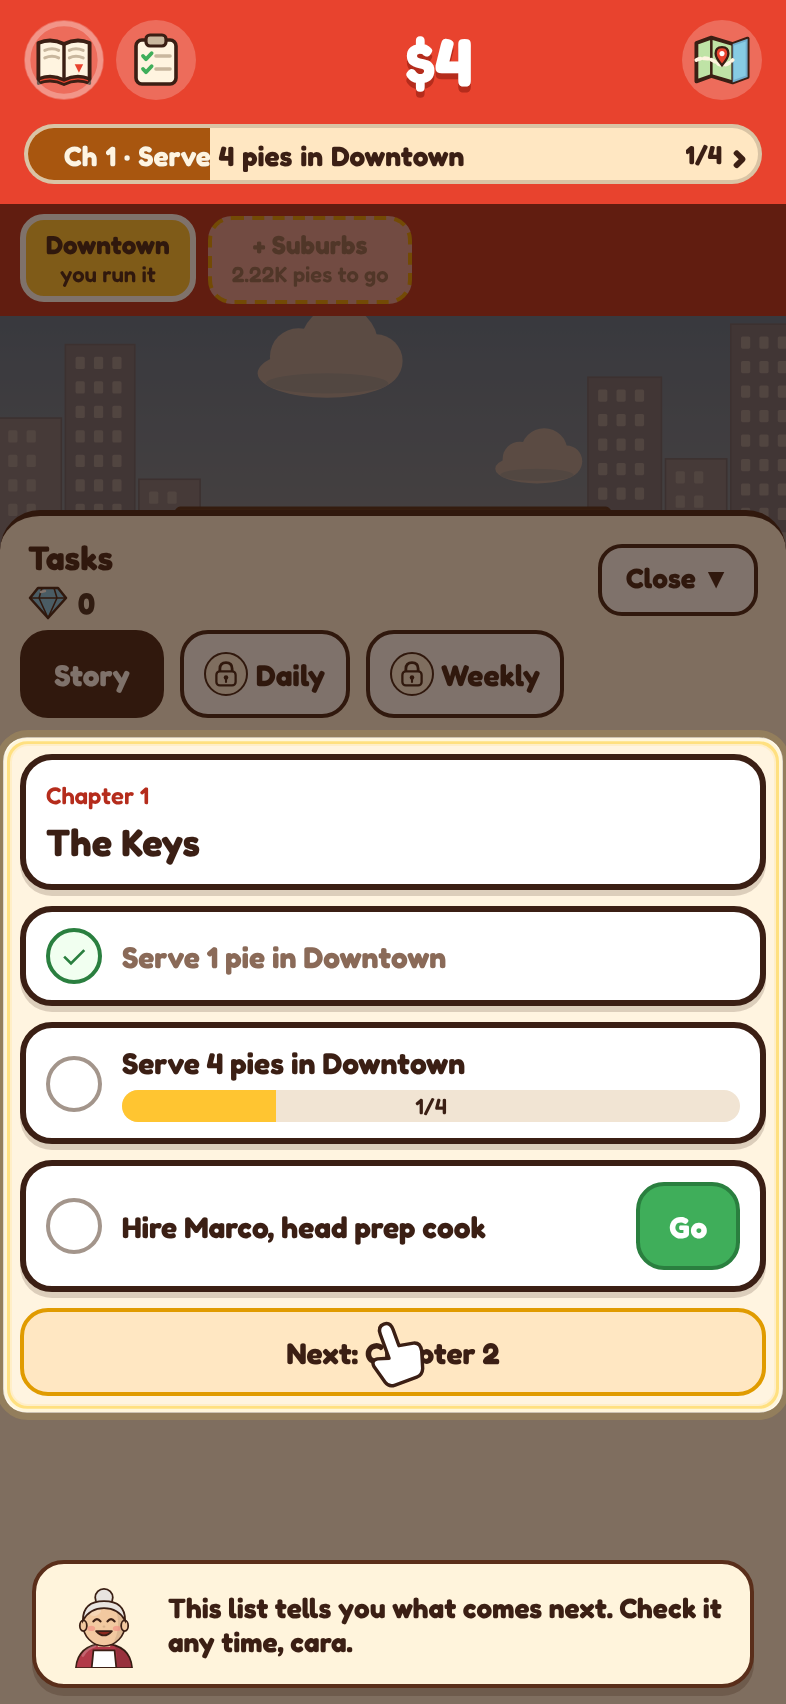 $4
Ch 1 · Serve 4 pies in Downtown 1/4
Downtown
you run it
+ Suburbs
2.22K pies to go
Tasks
0
Close ▼
Story
Daily
Weekly
Chapter 1
The Keys
Serve 1 pie in Downtown
Serve 4 pies in Downtown
1/4
Hire Marco, head prep cook
Go
Next: Chapter 2
This list tells you what comes next. Check it
any time, cara.